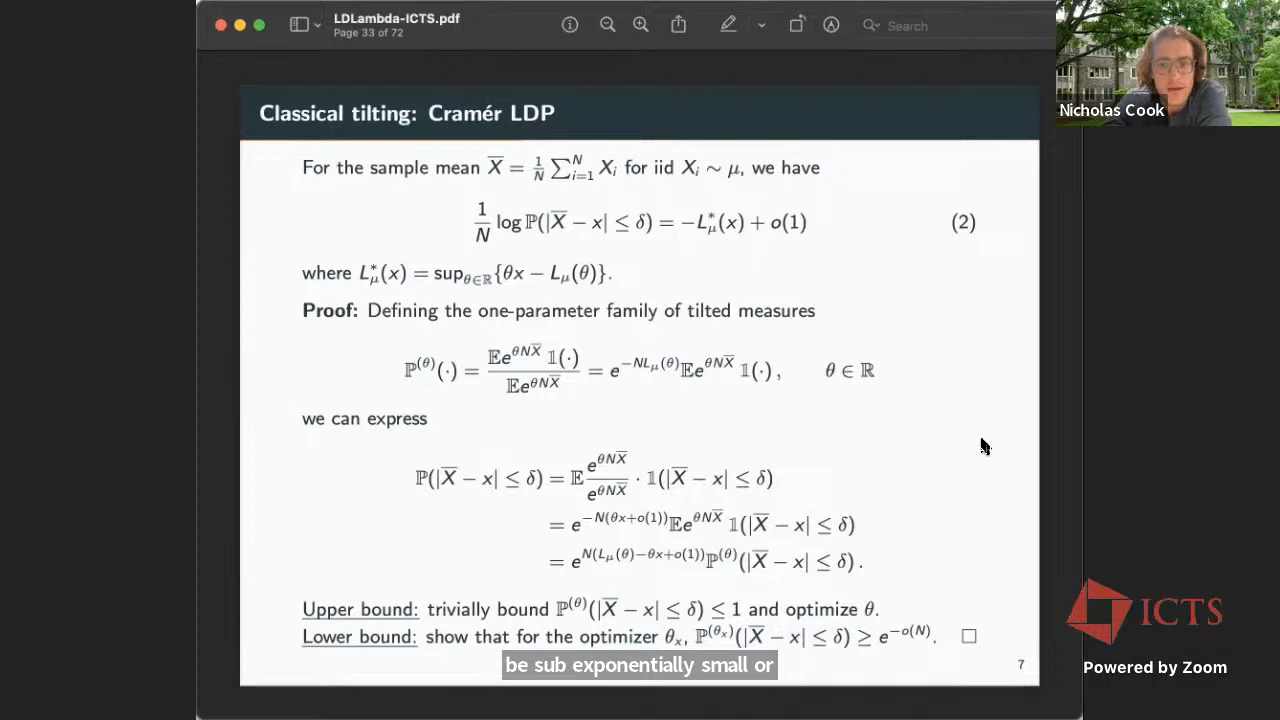 LDLambda-ICTS.pdf
Page 33 of 72
Search
Nicholas Cook
Classical tilting: Cramér LDP
For the sample mean X̅ = 1/N ∑_{i=1}^N X_i for iid X_i ∼ μ, we have
1/N log ℙ(|X̅ − x| ≤ δ) = −L*_μ(x) + o(1) (2)
where L*_μ(x) = sup_{θ∈ℝ}{θx − L_μ(θ)}.
Proof: Defining the one-parameter family of tilted measures
ℙ^{(θ)}(·) = 𝔼e^{θNX̅} 𝟙(·) / 𝔼e^{θNX̅} = e^{−NL_μ(θ)}𝔼e^{θNX̅} 𝟙(·) , θ ∈ ℝ
we can express
ℙ(|X̅ − x| ≤ δ) = 𝔼 e^{θNX̅} / e^{θNX̅} · 𝟙(|X̅ − x| ≤ δ)
= e^{−N(θx+o(1))}𝔼e^{θNX̅} 𝟙(|X̅ − x| ≤ δ)
= e^{N(L_μ(θ)−θx+o(1))}ℙ^{(θ)}(|X̅ − x| ≤ δ) .
Upper bound: trivially bound ℙ^{(θ)}(|X̅ − x| ≤ δ) ≤ 1 and optimize θ.
Lower bound: show that for the optimizer θ_x, ℙ^{(θ_x)}(|X̅ − x| ≤ δ) ≥ e^{−o(N)}. □
be sub exponentially small or
7
ICTS
Powered by Zoom